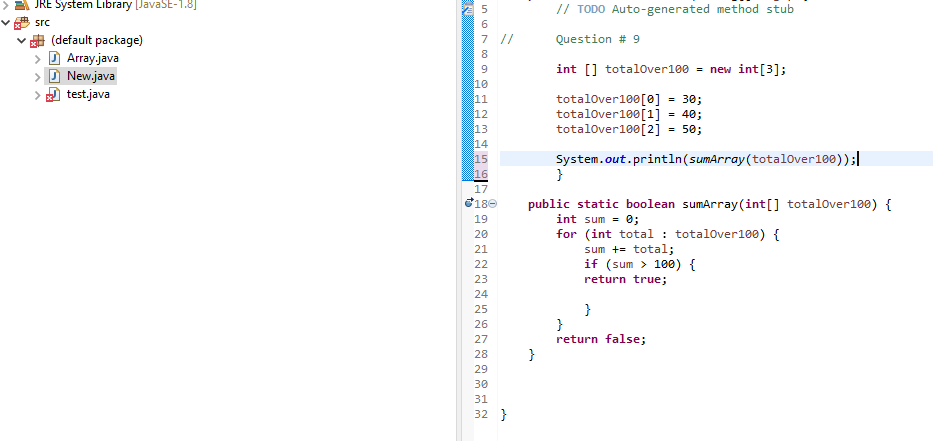 JRE System Library [JavaSE-1.8]
src
(default package)
Array.java
New.java
test.java
5 // TODO Auto-generated method stub
6
7 // Question # 9
8
9 int [] totalOver100 = new int[3];
10
11 totalOver100[0] = 30;
12 totalOver100[1] = 40;
13 totalOver100[2] = 50;
14
15 System.out.println(sumArray(totalOver100));
16 }
17
18 public static boolean sumArray(int[] totalOver100) {
19 int sum = 0;
20 for (int total : totalOver100) {
21 sum += total;
22 if (sum > 100) {
23 return true;
24
25 }
26 }
27 return false;
28 }
29
30
31
32 }